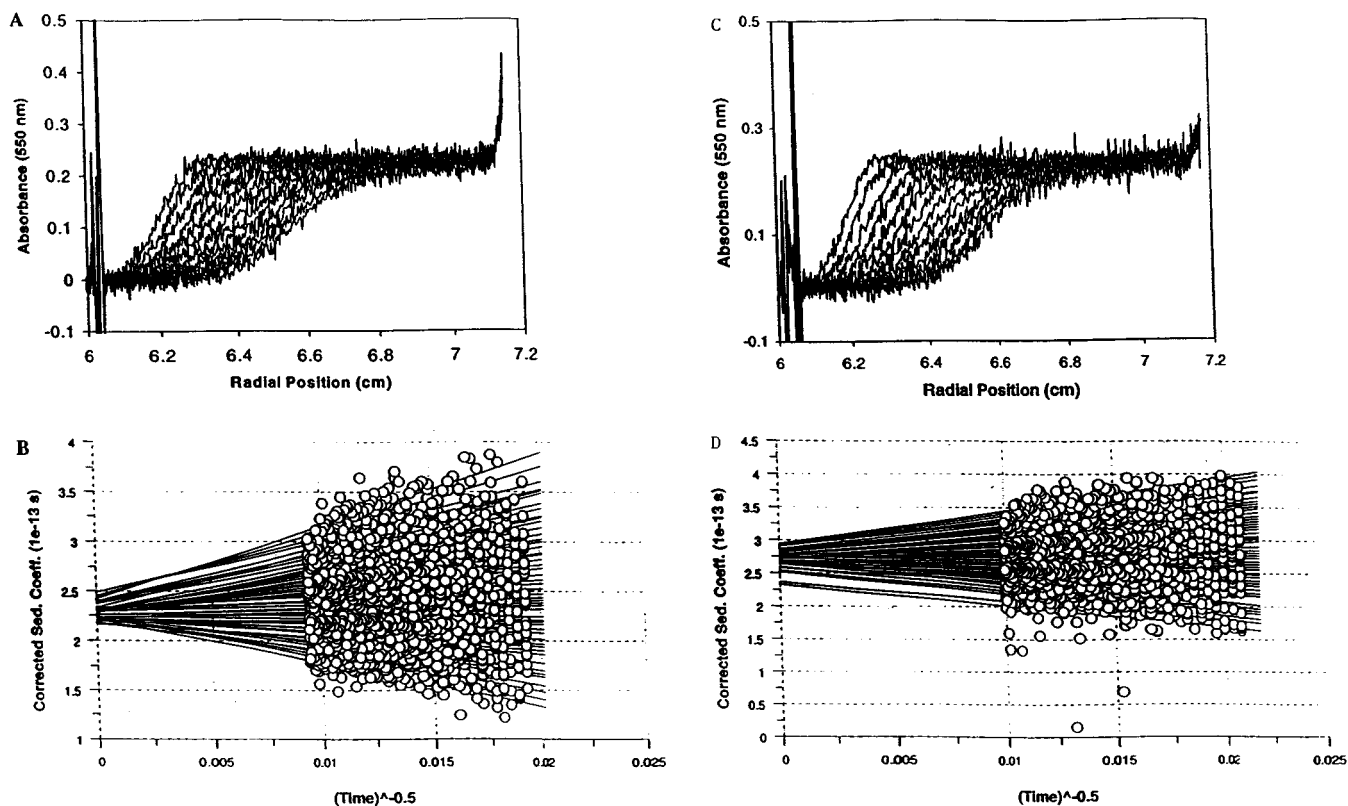 A
0.5
0.4
0.3
0.2
0.1
0
-0.1
Absorbance (550 nm)
6 6.2 6.4 6.6 6.8 7 7.2
Radial Position (cm)
C
0.5
0.3
0.1
-0.1
Absorbance (550 nm)
6 6.2 6.4 6.6 6.8 7 7.2
Radial Position (cm)
B
4
3.5
3
2.5
2
1.5
1
Corrected Sed. Coeff. (1e-13 s)
0 0.005 0.01 0.015 0.02 0.025
(Time)^-0.5
D
4.5
4
3.5
3
2.5
2
1.5
1
0.5
0
Corrected Sed. Coeff. (1e-13 s)
0 0.005 0.01 0.015 0.02 0.025
(Time)^-0.5